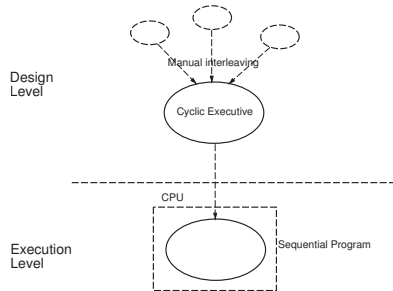 Manual interleaving
Design
Level
Cyclic Executive
CPU
Sequential Program
Execution
Level